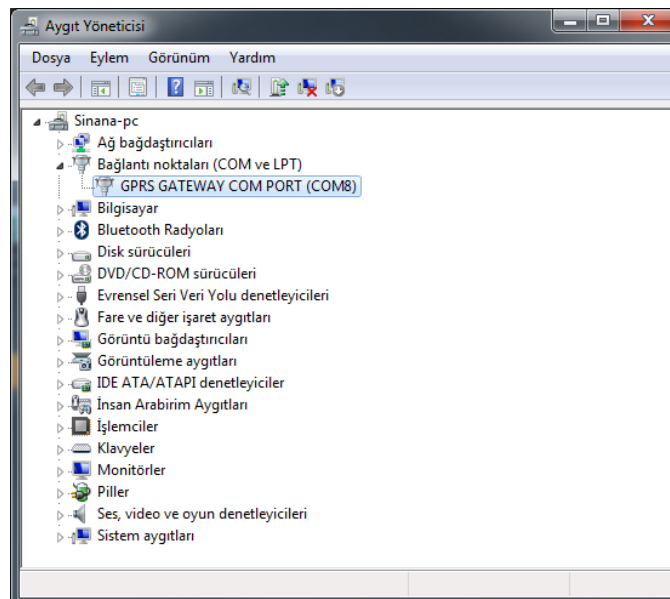 Aygıt Yöneticisi
Dosya Eylem Görünüm Yardım
Sinana-pc
Ağ bağdaştırıcıları
Bağlantı noktaları (COM ve LPT)
GPRS GATEWAY COM PORT (COM8)
Bilgisayar
Bluetooth Radyoları
Disk sürücüleri
DVD/CD-ROM sürücüleri
Evrensel Seri Veri Yolu denetleyicileri
Fare ve diğer işaret aygıtları
Görüntü bağdaştırıcıları
Görüntüleme aygıtları
IDE ATA/ATAPI denetleyiciler
İnsan Arabirim Aygıtları
İşlemciler
Klavyeler
Monitörler
Piller
Ses, video ve oyun denetleyicileri
Sistem aygıtları